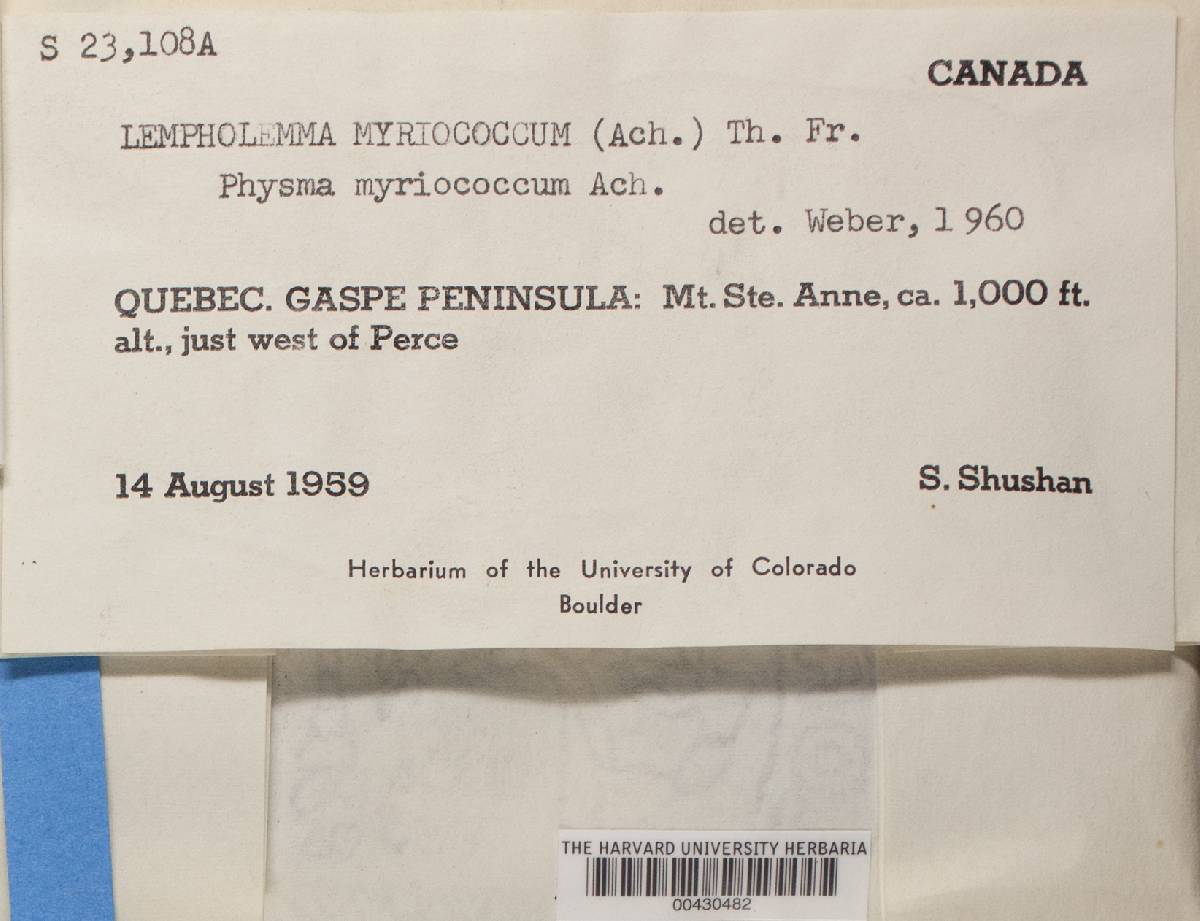 S 23,108A
CANADA
LEMPHOLEMMA MYRIOCOCCUM (Ach.) Th. Fr.
Physma myriococcum Ach.
det. Weber, 1960
QUEBEC. GASPE PENINSULA: Mt. Ste. Anne, ca. 1,000 ft.
alt., just west of Perce
14 August 1959
S. Shushan
Herbarium of the University of Colorado
Boulder
THE HARVARD UNIVERSITY HERBARIA
00430482